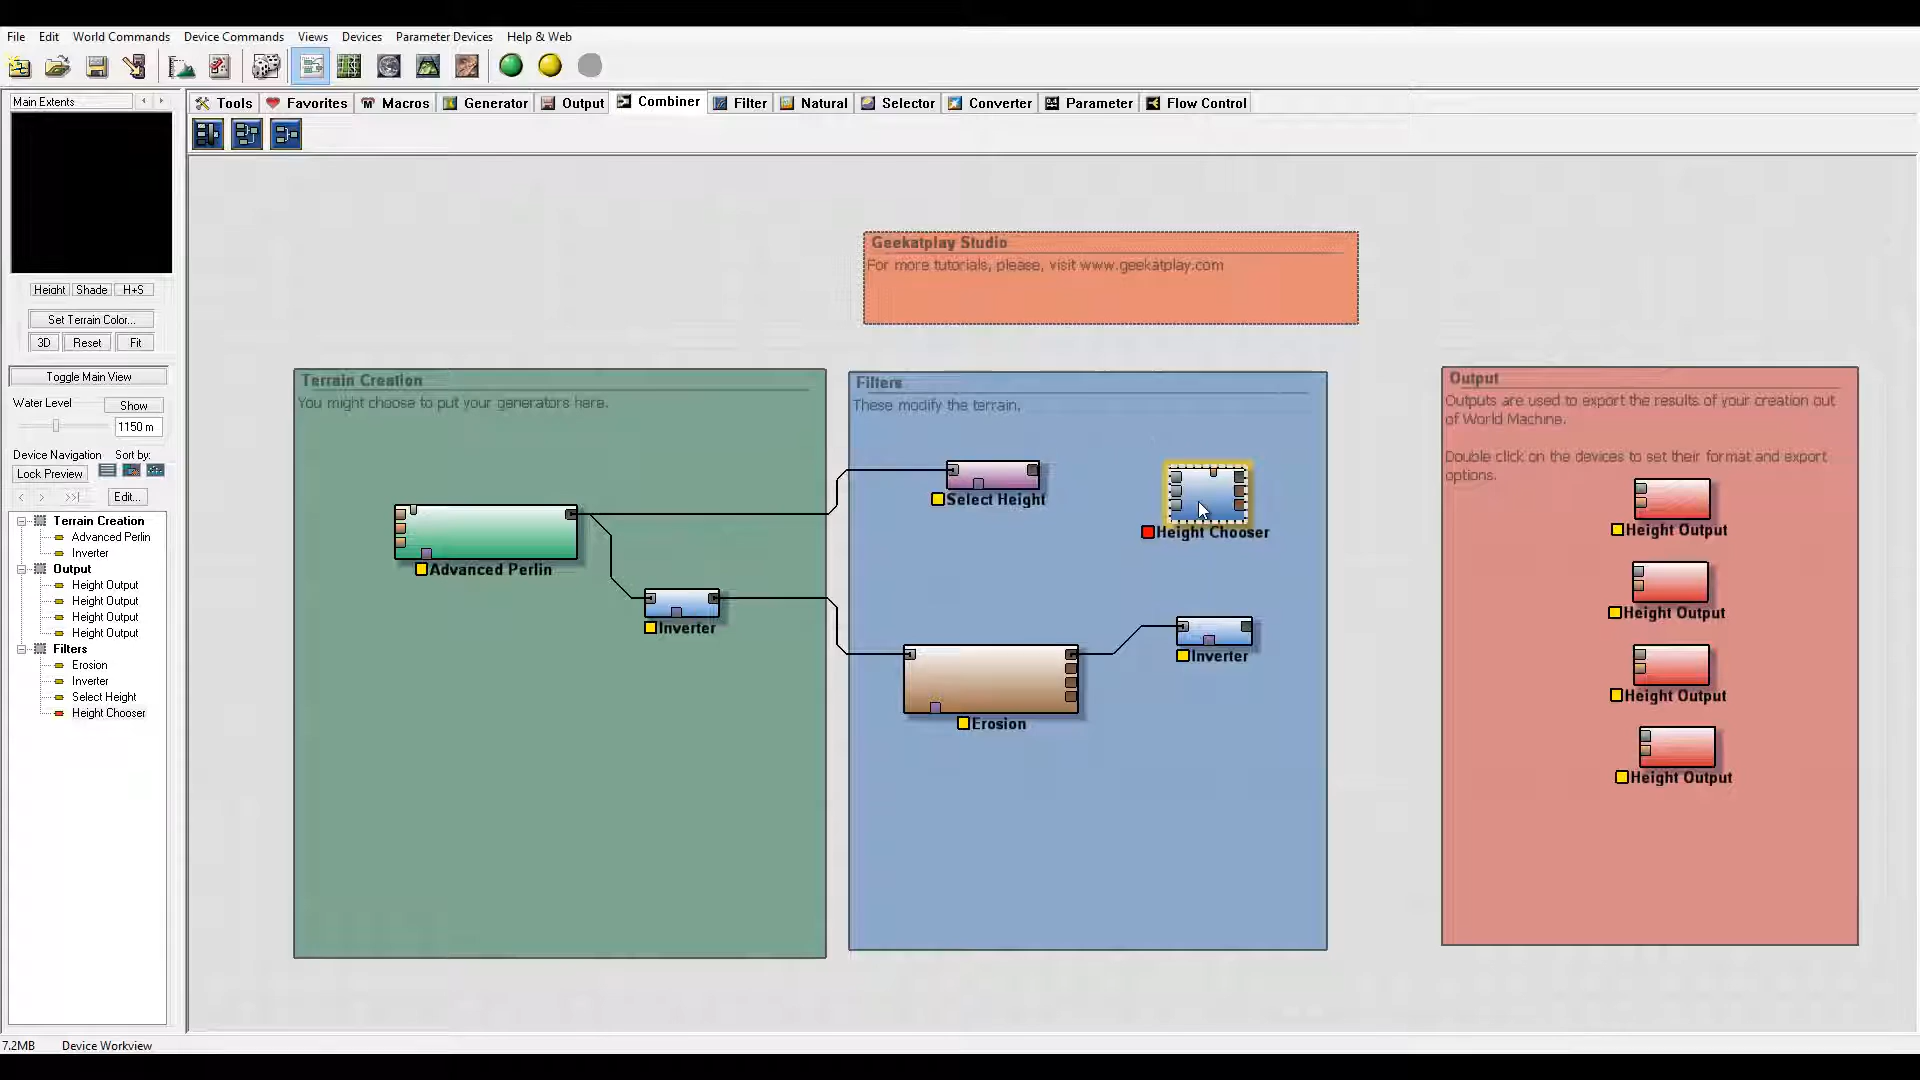 File Edit World Commands Device Commands Views Devices Parameter Devices Help & Web
Main Extents
Tools Favorites Macros Generator Output Combiner Filter Natural Selector Converter Parameter Flow Control
Height Shade H+S
Set Terrain Color...
3D Reset Fit
Toggle Main View
Water Level Show
1150 m
Device Navigation Sort by:
Lock Preview
Edit...
Terrain Creation
Advanced Perlin
Inverter
Output
Height Output
Height Output
Height Output
Height Output
Filters
Erosion
Inverter
Select Height
Height Chooser
Geekatplay Studio
For more tutorials, please, visit www.geekatplay.com
Terrain Creation
You might choose to put your generators here.
Advanced Perlin
Inverter
Filters
These modify the terrain.
Select Height
Height Chooser
Inverter
Erosion
Output
Outputs are used to export the results of your creation out
of World Machine.
Double click on the devices to set their format and export
options.
Height Output
Height Output
Height Output
Height Output
7.2MB Device Workview